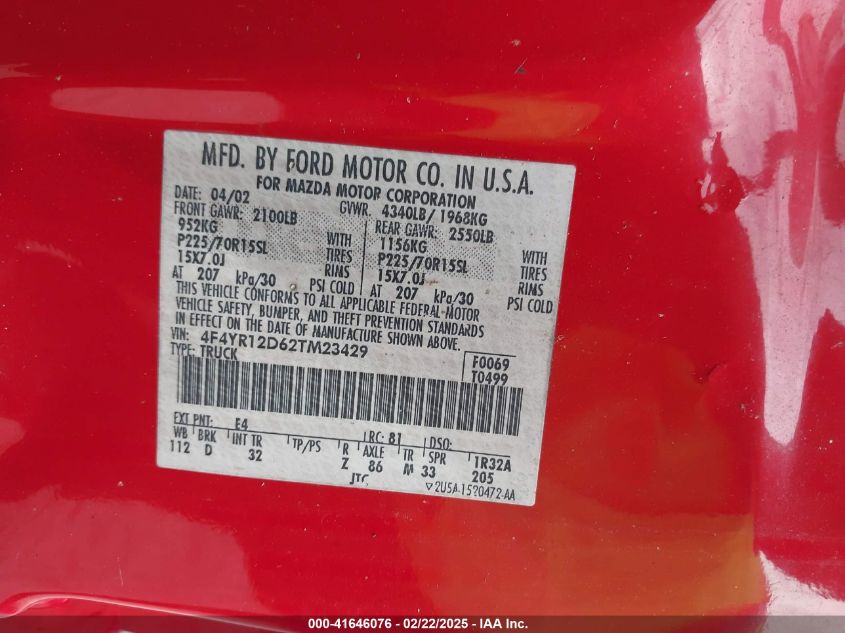 MFD. BY FORD MOTOR CO. IN U.S.A.
FOR MAZDA MOTOR CORPORATION
DATE: 04/02 GVWR: 4340LB/ 1968KG
FRONT GAWR: 2100LB REAR GAWR: 2550LB
952KG WITH 1156KG WITH
P225/70R15SL TIRES P225/70R15SL TIRES
15X7.0J RIMS 15X7.0J RIMS
AT 207 kPa/30 PSI COLD AT 207 kPa/30 PSI COLD
THIS VEHICLE CONFORMS TO ALL APPLICABLE FEDERAL MOTOR
VEHICLE SAFETY, BUMPER, AND THEFT PREVENTION STANDARDS
IN EFFECT ON THE DATE OF MANUFACTURE SHOWN ABOVE.
VIN: 4F4YR12D62TM23429 F0069
TYPE: TRUCK T0499
EXT PNT: E4 RC: 81 DSO:
WB BRK INT TR TP/PS R AXLE TR SPR 1R32A
112 D 32 Z 86 M 33 205
JTC ▽2U5A-1520472-AA
000-41646076 - 02/22/2025 - IAA Inc.